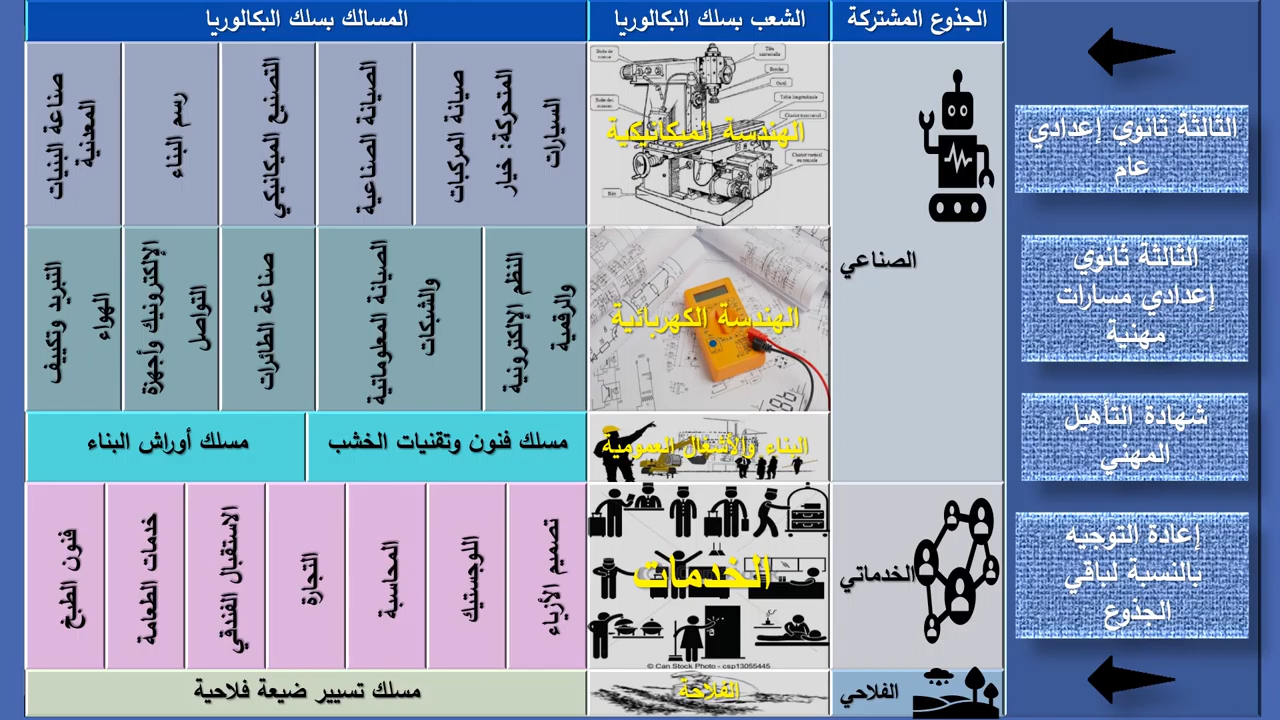 الجذوع المشتركة
الشعب بسلك البكالوريا
المسالك بسلك البكالوريا
الثالثة ثانوي إعدادي
عام
الثالثة ثانوي
إعدادي مسارات
مهنية
شهادة التأهيل
المهني
إعادة التوجيه
بالنسبة لباقي
الجذوع
الصناعي
الهندسة الميكانيكية
صيانة المركبات
المتحركة: خيار
السيارات
الصيانة الصناعية
التصنيع الميكانيكي
رسم البناء
صناعة البنيات
المعدنية
الهندسة الكهربائية
النظم الإلكترونية
والرقمية
الصيانة المعلوماتية
والشبكات
صناعة الطائرات
الإلكترونيك وأجهزة
التواصل
التبريد وتكييف
الهواء
البناء والأشغال العمومية
مسلك فنون وتقنيات الخشب
مسلك أوراش البناء
الخدماتي
الخدمات
© Can Stock Photo - csp13055445
تصميم الأزياء
اللوجستيك
المحاسبة
التجارة
الاستقبال الفندقي
خدمات الطعامة
فنون الطبخ
الفلاحي
الفلاحة
مسلك تسيير ضيعة فلاحية